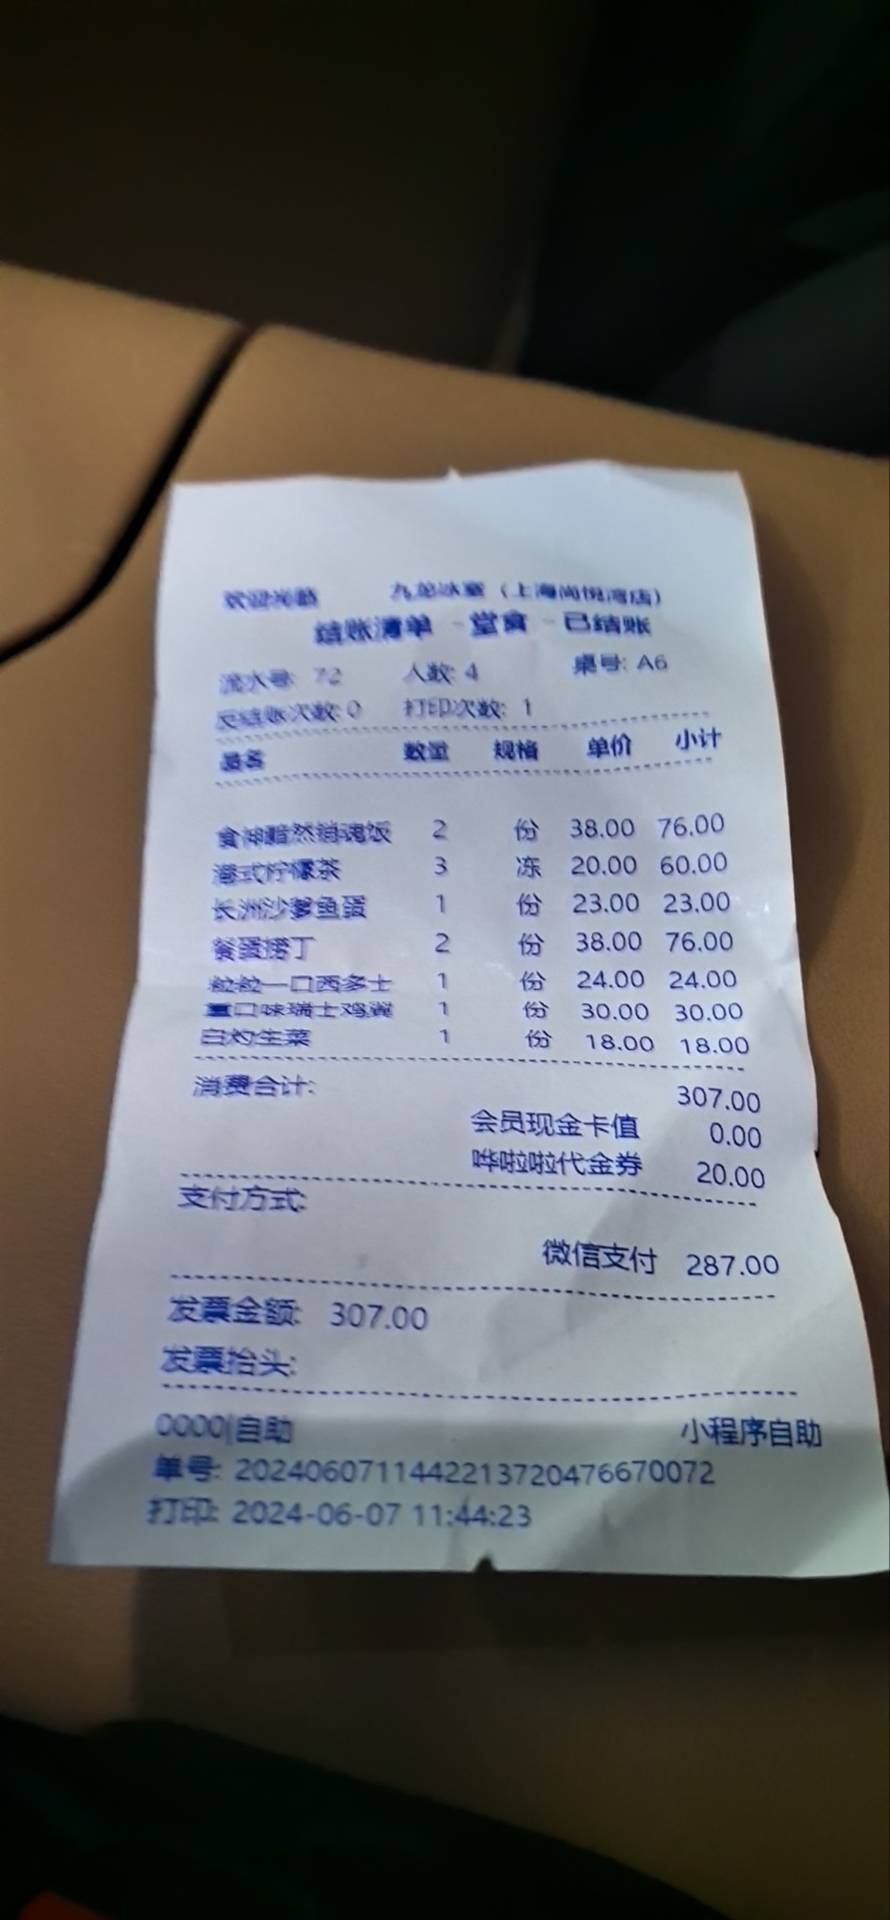 欢迎光临 九龙冰室（上海尚悦湾店）
结账清单 - 堂食 - 已结账
流水号: 72 人数: 4 桌号: A6
反结账次数: 0 打印次数: 1
品名 数量 规格 单价 小计
食神黯然销魂饭 2 份 38.00 76.00
港式柠檬茶 3 冻 20.00 60.00
长洲沙爹鱼蛋 1 份 23.00 23.00
餐蛋捞丁 2 份 38.00 76.00
粒粒一口西多士 1 份 24.00 24.00
重口味瑞士鸡翼 1 份 30.00 30.00
白灼生菜 1 份 18.00 18.00
消费合计: 307.00
会员现金卡值 0.00
哗啦啦代金券 20.00
支付方式:
微信支付 287.00
发票金额: 307.00
发票抬头:
0000|自助 小程序自助
单号: 20240607114422137204766​70072
打印: 2024-06-07 11:44:23